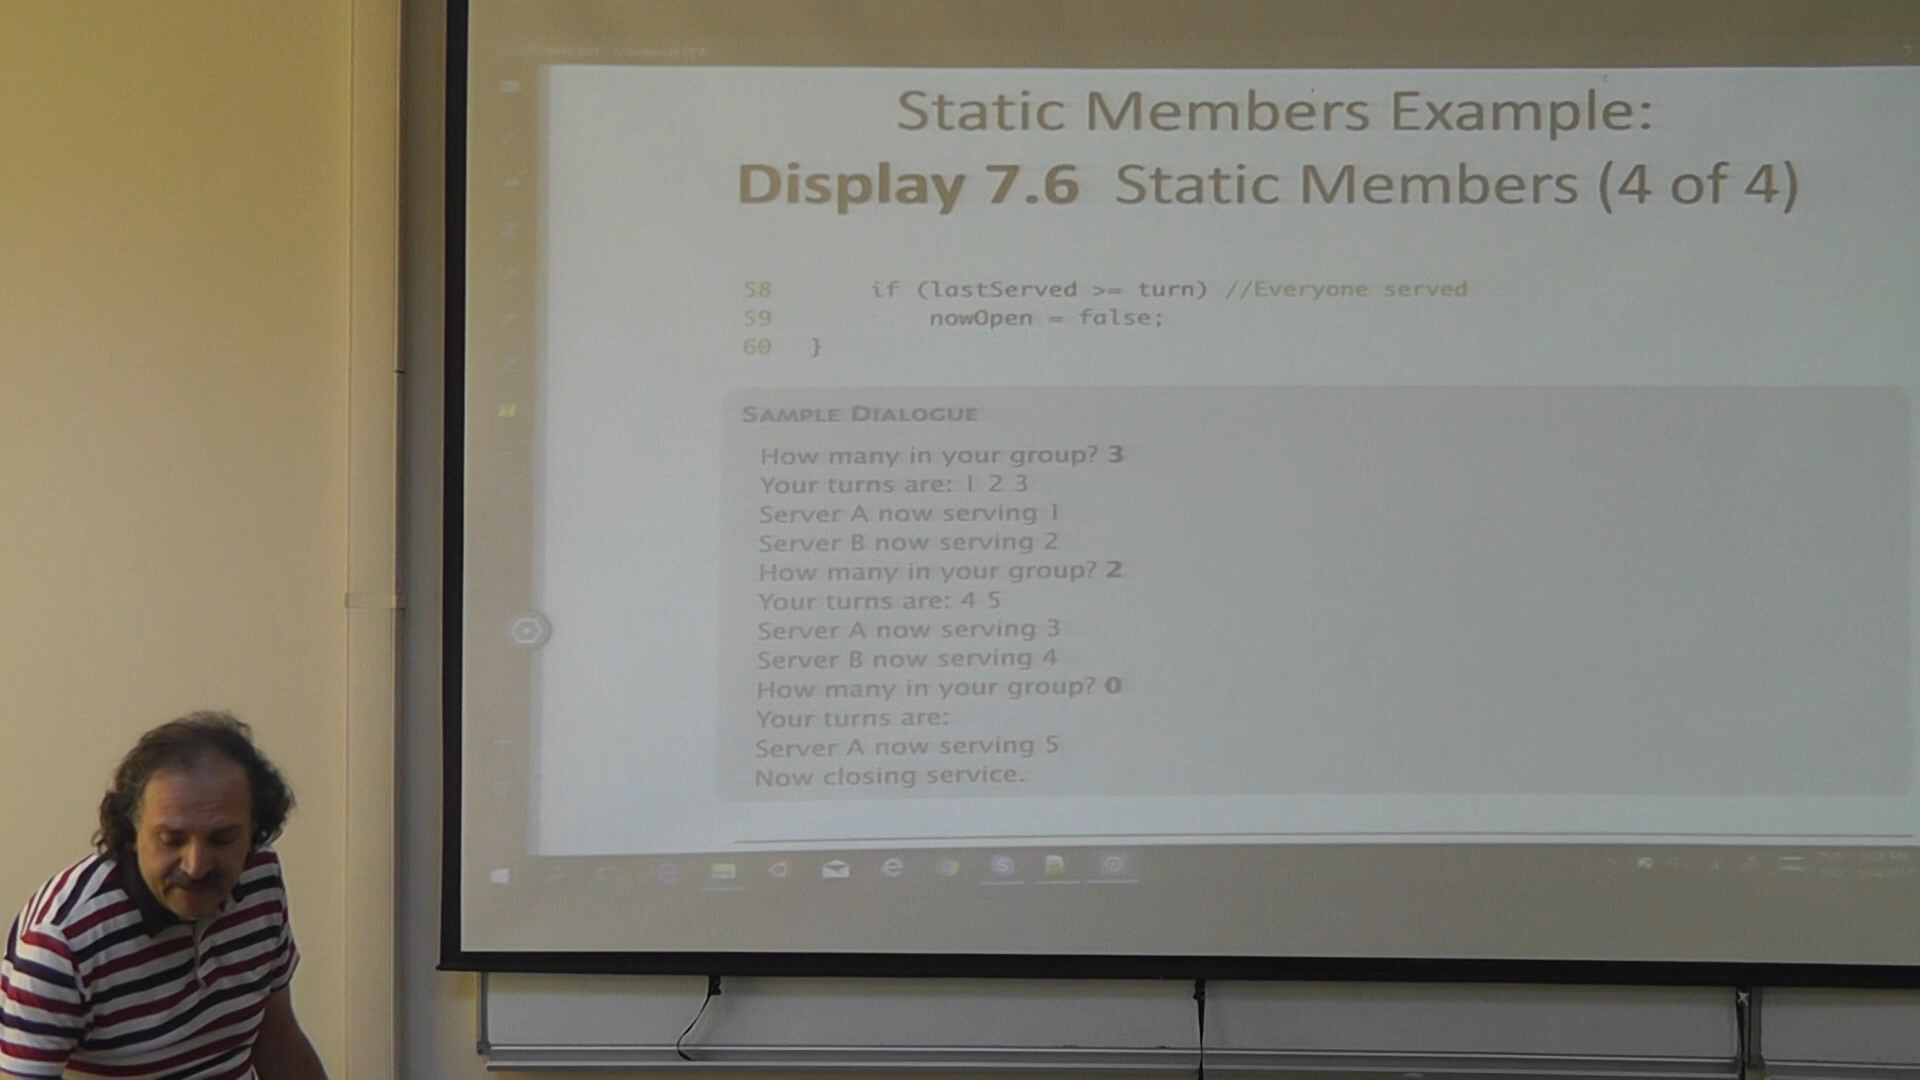 Static Members Example:
Display 7.6 Static Members (4 of 4)
58 if (lastServed >= turn) //Everyone served
59 nowOpen = false;
60 }
SAMPLE DIALOGUE
How many in your group? 3
Your turns are: 1 2 3
Server A now serving 1
Server B now serving 2
How many in your group? 2
Your turns are: 4 5
Server A now serving 3
Server B now serving 4
How many in your group? 0
Your turns are:
Server A now serving 5
Now closing service.